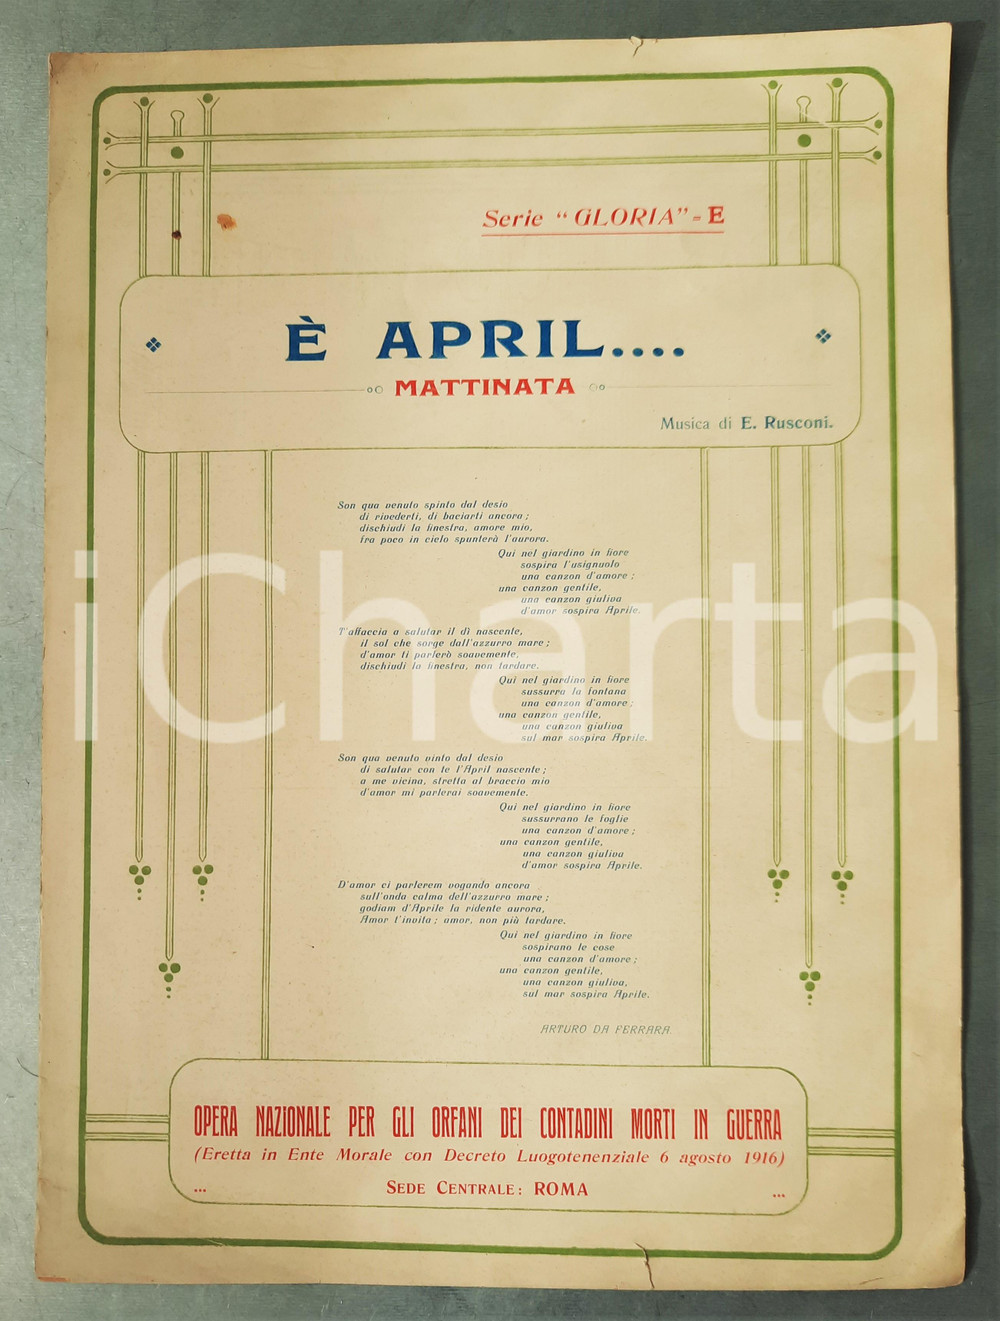 Serie "GLORIA" = E
È APRIL....
MATTINATA
Musica di E. Rusconi.
Son qua venuto spinto dal desio
di rivederti, di baciarti ancora ;
dischiudi la finestra, amore mio,
fra poco in cielo spunterà l'aurora.
Qui nel giardino in fiore
sospira l'usignuolo
una canzon d'amore ;
una canzon gentile,
una canzon giuliva
d'amor sospira Aprile.
T'affaccia a salutar il dì nascente,
il sol che sorge dall'azzurro mare ;
d'amor ti parlerò soavemente,
dischiudi la finestra, non tardare.
Qui nel giardino in fiore
sussurra la fontana
una canzon d'amore ;
una canzon gentile,
una canzon giuliva
sul mar sospira Aprile.
Son qua venuto vinto dal desio
di salutar con te l'April nascente ;
a me vicina, stretta al braccio mio
d'amor mi parlerai soavemente.
Qui nel giardino in fiore
sussurrano le foglie
una canzon d'amore ;
una canzon gentile,
una canzon giuliva
d'amor sospira Aprile.
D'amor ci parlerem vogando ancora
sull'onda calma dell'azzurro mare ;
godiam d'Aprile la ridente aurora,
Amor t'invita ; amor, non più tardare.
Qui nel giardino in fiore
sospirano le cose
una canzon d'amore ;
una canzon gentile,
una canzon giuliva,
sul mar sospira Aprile.
ARTURO DA FERRARA
OPERA NAZIONALE PER GLI ORFANI DEI CONTADINI MORTI IN GUERRA
(Eretta in Ente Morale con Decreto Luogotenenziale 6 agosto 1916)
... SEDE CENTRALE: ROMA ...
iCharta